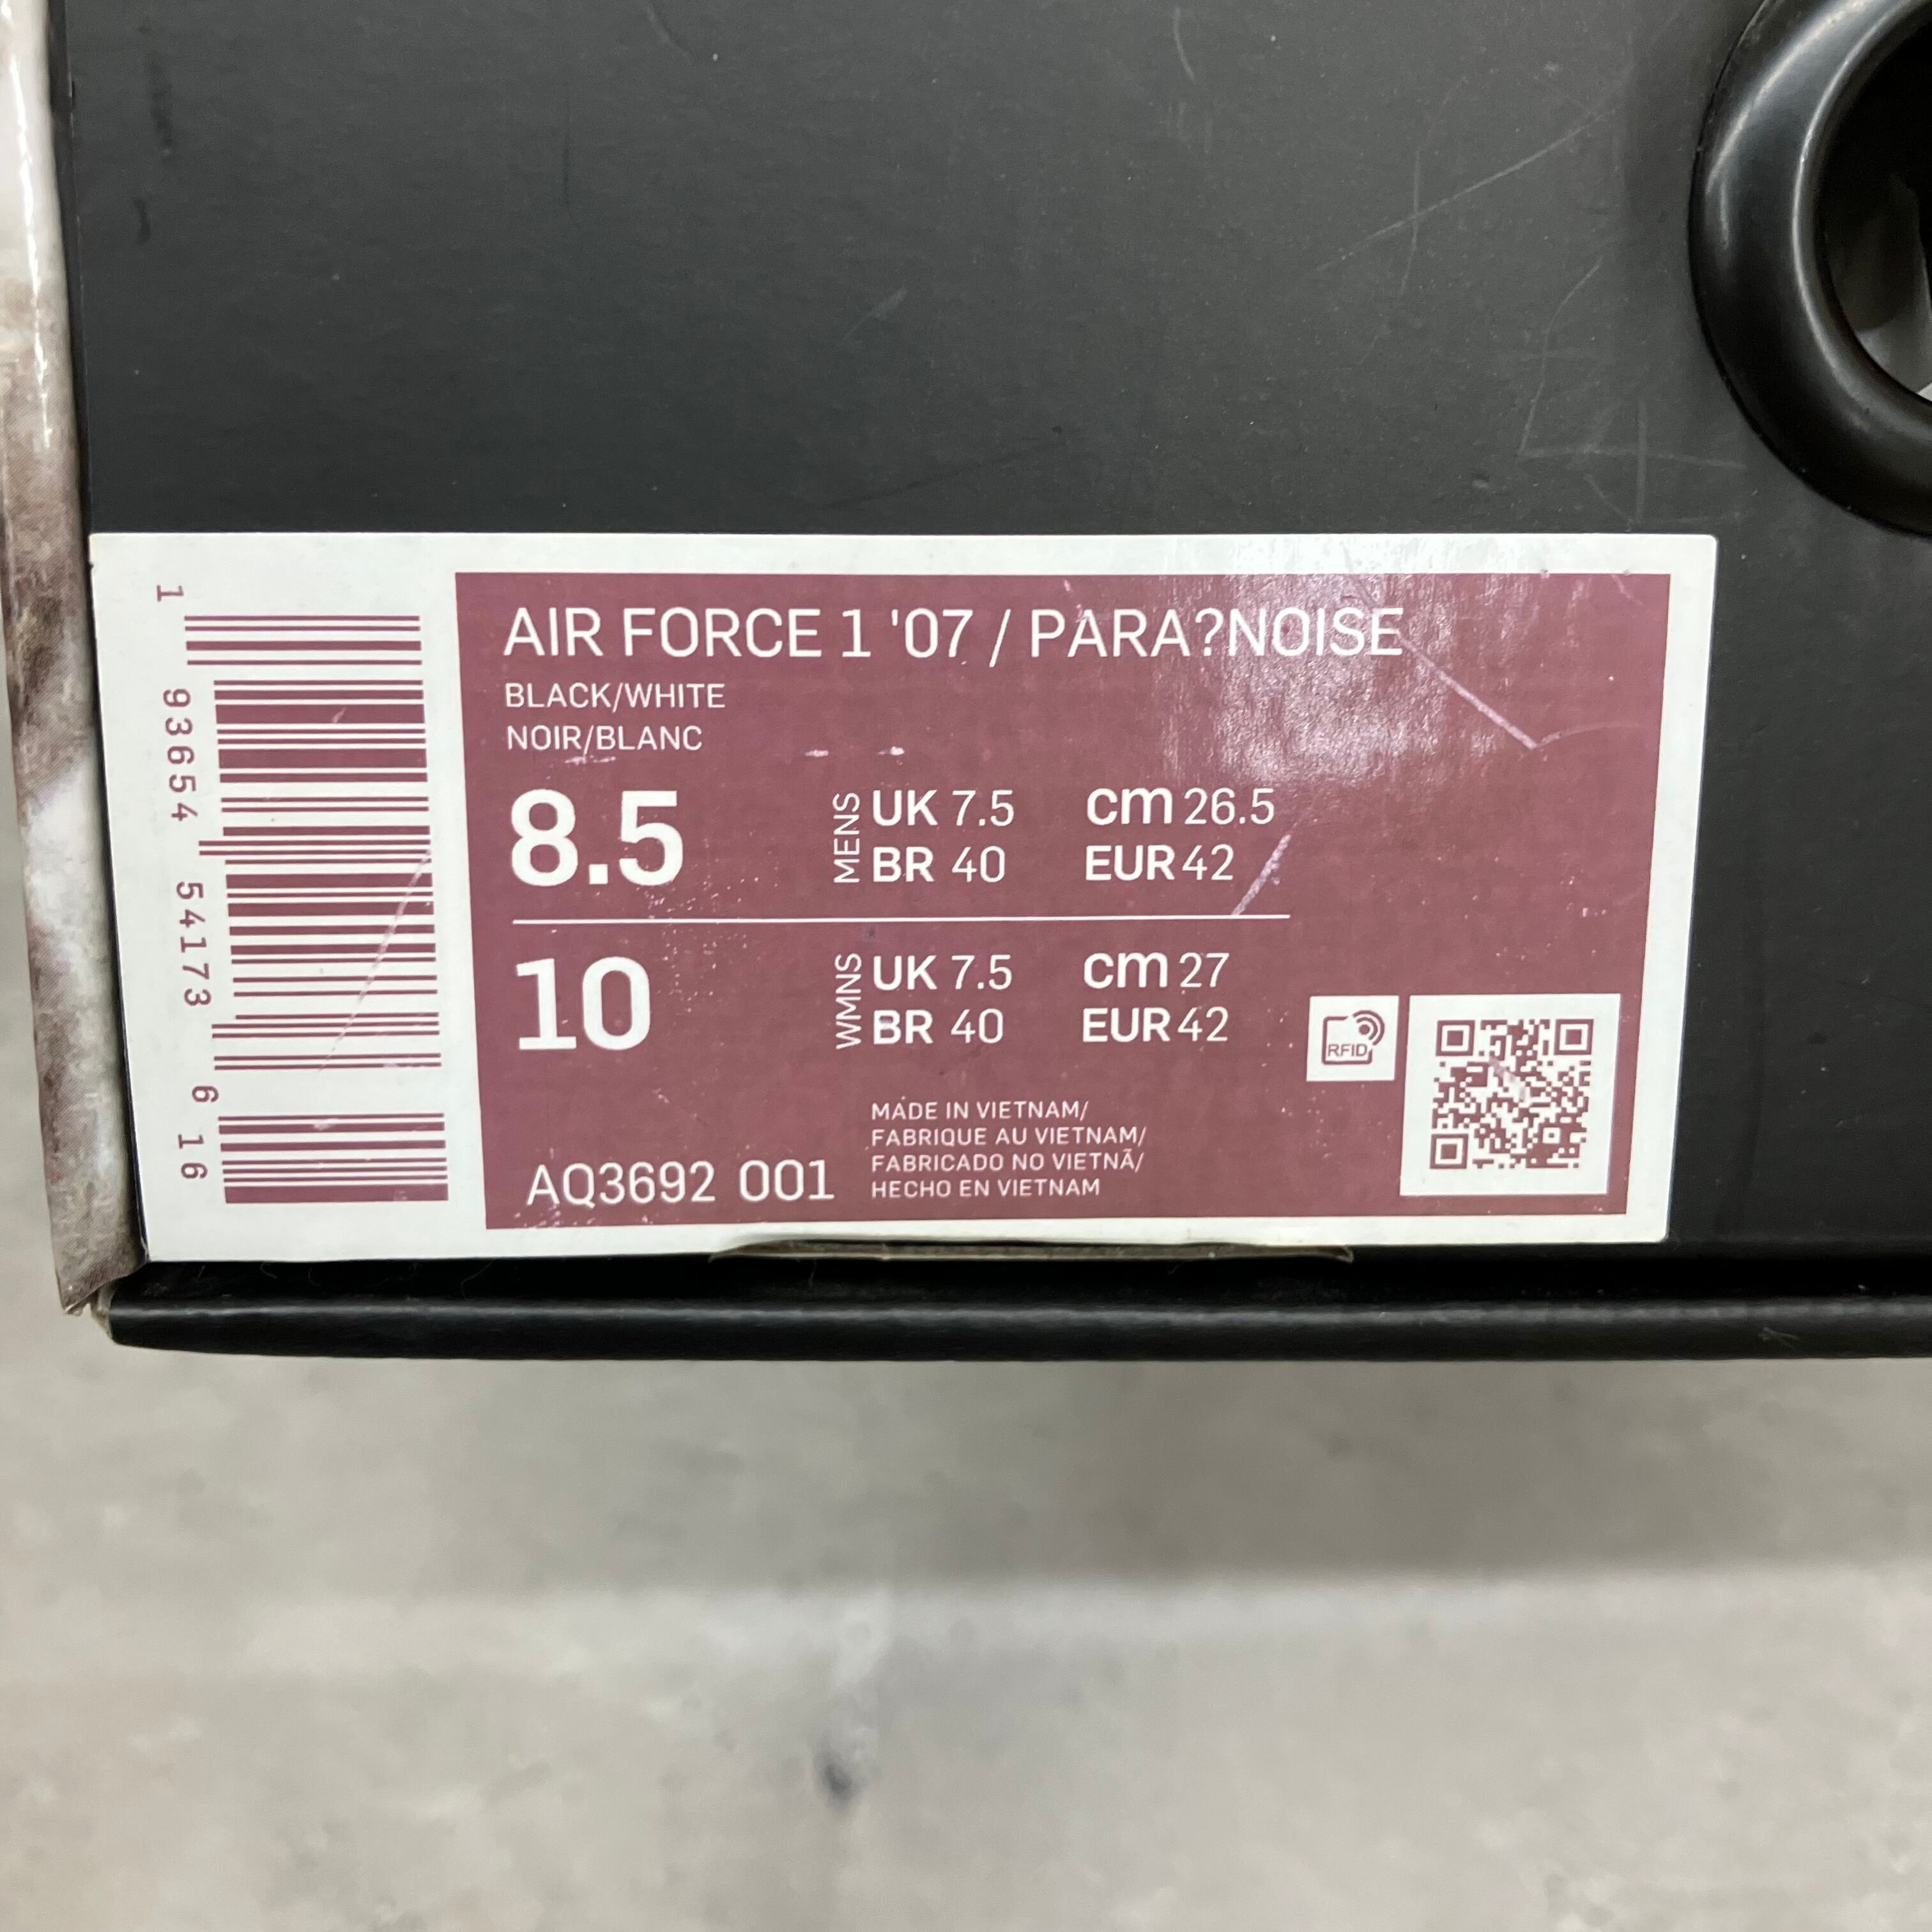 AIR FORCE 1 '07 / PARA?NOISE
BLACK/WHITE
NOIR/BLANC
8.5
MENS
UK 7.5 cm 26.5
BR 40 EUR 42
10
WMNS
UK 7.5 cm 27
BR 40 EUR 42
RFID
MADE IN VIETNAM/
FABRIQUE AU VIETNAM/
FABRICADO NO VIETNÃ/
HECHO EN VIETNAM
AQ3692 001
1 93654 54173 6 16